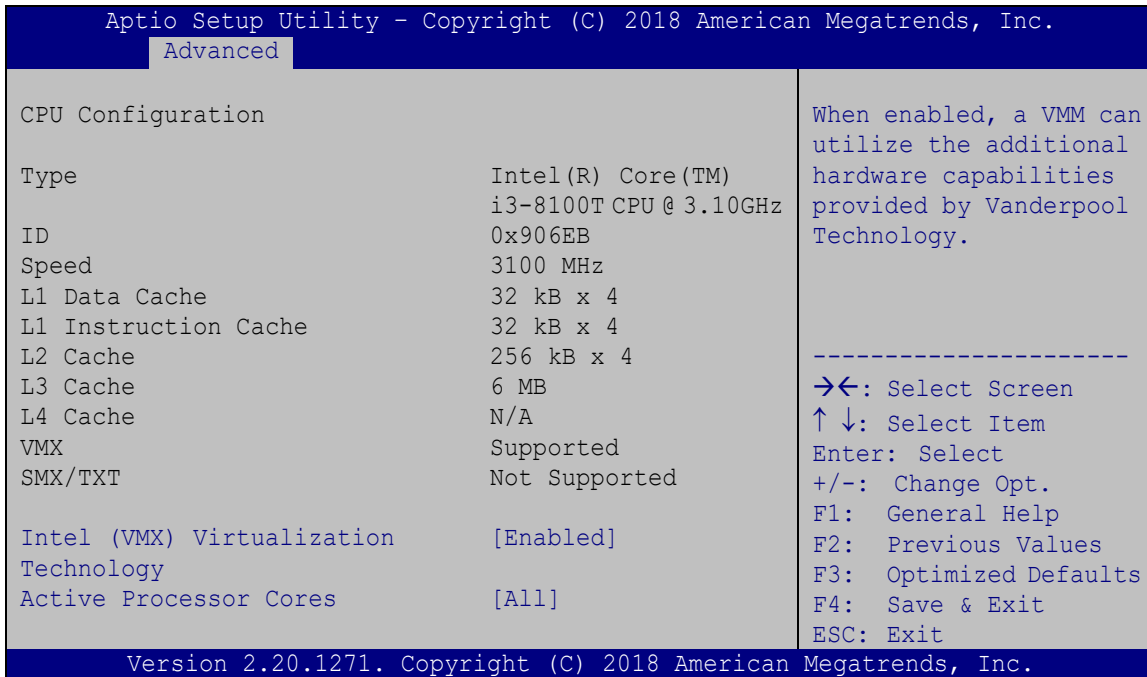 Aptio Setup Utility – Copyright (C) 2018 American Megatrends, Inc.
Advanced
CPU Configuration
Type Intel(R) Core(TM)
i3-8100T CPU @ 3.10GHz
ID 0x906EB
Speed 3100 MHz
L1 Data Cache 32 kB x 4
L1 Instruction Cache 32 kB x 4
L2 Cache 256 kB x 4
L3 Cache 6 MB
L4 Cache N/A
VMX Supported
SMX/TXT Not Supported
Intel (VMX) Virtualization [Enabled]
Technology
Active Processor Cores [All]
When enabled, a VMM can
utilize the additional
hardware capabilities
provided by Vanderpool
Technology.
----------------------
→←: Select Screen
↑ ↓: Select Item
Enter: Select
+/-: Change Opt.
F1: General Help
F2: Previous Values
F3: Optimized Defaults
F4: Save & Exit
ESC: Exit
Version 2.20.1271. Copyright (C) 2018 American Megatrends, Inc.